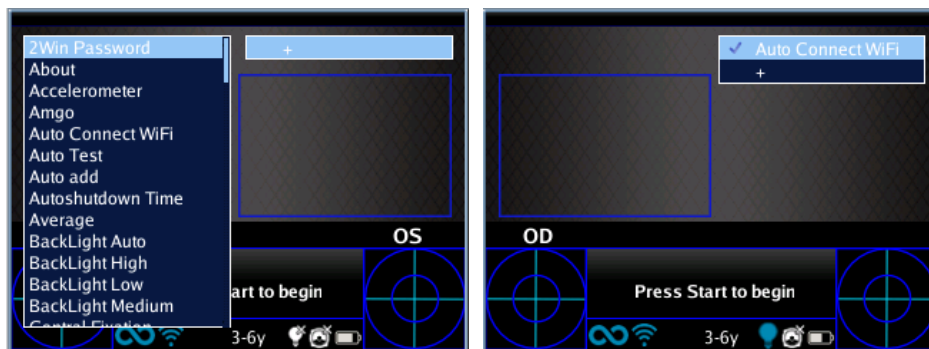 2Win Password
About
Accelerometer
Amgo
Auto Connect WiFi
Auto Test
Auto add
Autoshutdown Time
Average
BackLight Auto
BackLight High
BackLight Low
BackLight Medium
Central Fixation
+
OS
art to begin
3-6y
Auto Connect WiFi
+
OD
Press Start to begin
3-6y